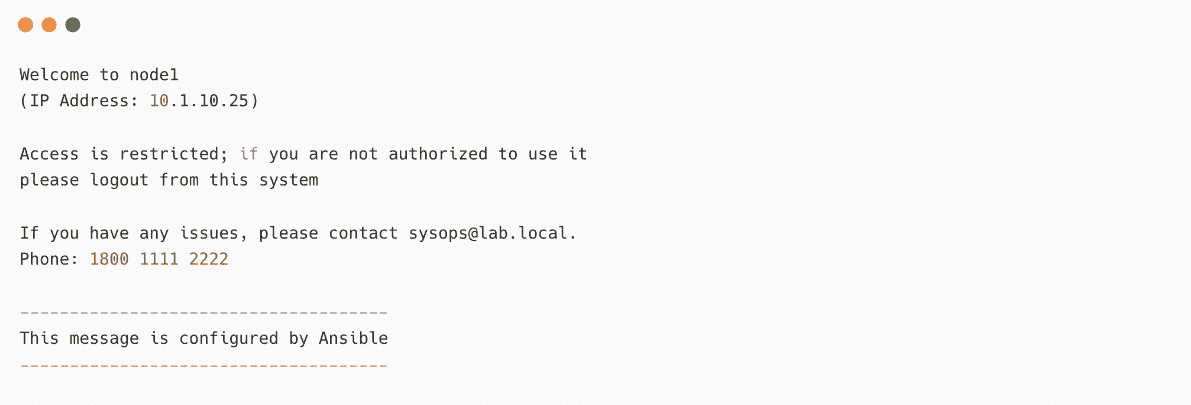 Welcome to node1
(IP Address: 10.1.10.25)
Access is restricted; if you are not authorized to use it
please logout from this system
If you have any issues, please contact sysops@lab.local.
Phone: 1800 1111 2222
-------------------------------------
This message is configured by Ansible
-------------------------------------